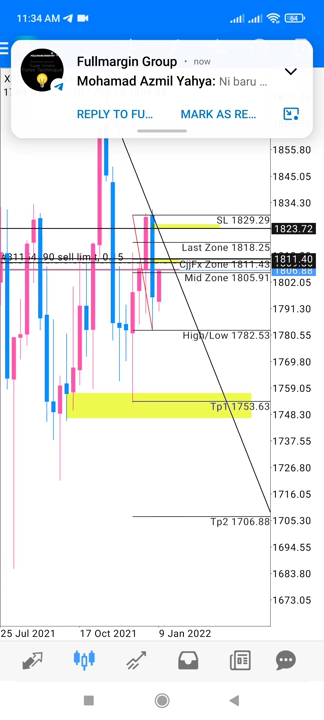 11:34 AM
64
Fullmargin Group • now
Mohamad Azmil Yahya: Ni baru ...
REPLY TO FU...
MARK AS RE...
X
1855.80
1845.05
1834.30
SL 1829.29
1823.72
Last Zone 1818.25
1811.40
CjjFx Zone 1811.43
1806.88
Mid Zone 1805.91
1802.05
1791.30
High/Low 1782.53
1780.55
1769.80
1759.05
Tp1 1753.63
1748.30
1737.55
1726.80
1716.05
Tp2 1706.88
1705.30
1694.55
1683.80
1673.05
25 Jul 2021
17 Oct 2021
9 Jan 2022